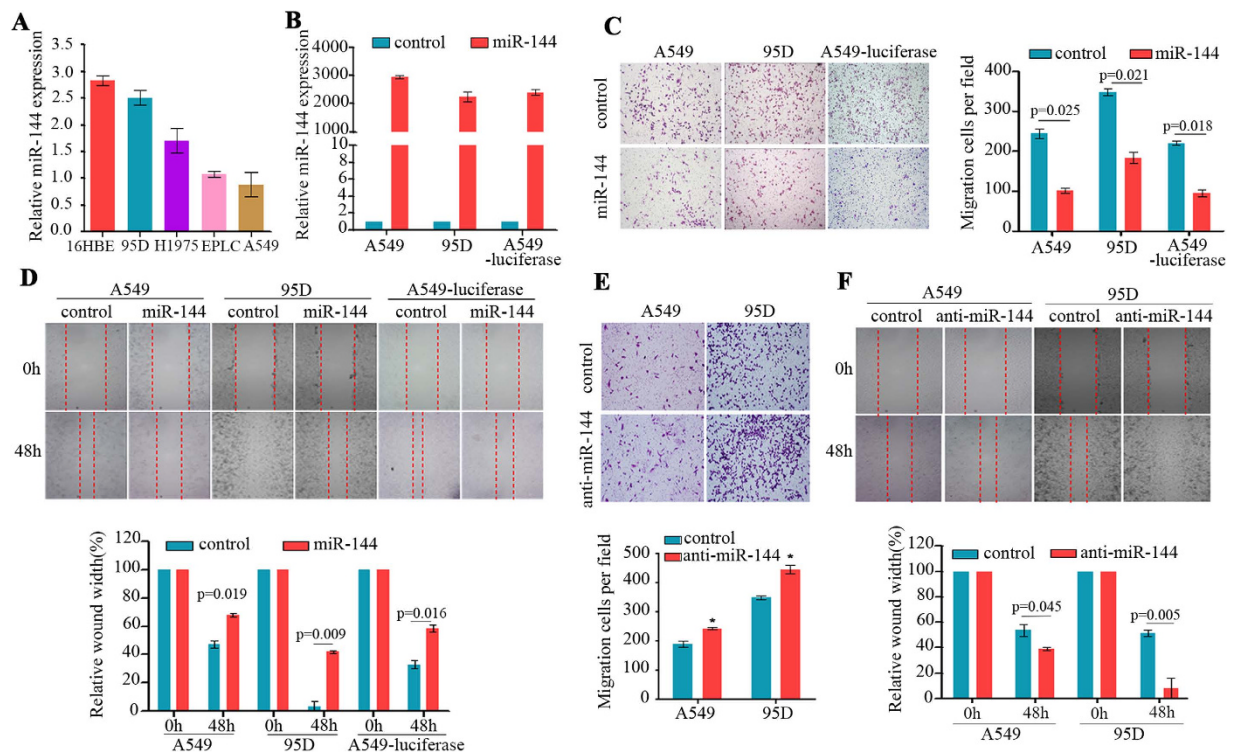 A
Relative miR-144 expression
3.5
3.0
2.5
2.0
1.5
1.0
0.5
0.0
16HBE 95D H1975 EPLC A549
B
control miR-144
Relative miR-144 expression
4000
3000
2000
1000
10
8
6
4
2
0
A549 95D A549
-luciferase
C
A549 95D A549-luciferase
control
miR-144
control miR-144
Migration cells per field
400
300
200
100
0
p=0.025
p=0.021
p=0.018
A549 95D A549
-luciferase
D
A549 95D A549-luciferase
control miR-144 control miR-144 control miR-144
0h
48h
control miR-144
Relative wound width(%)
120
100
80
60
40
20
0
p=0.019
p=0.009
p=0.016
0h 48h 0h 48h 0h 48h
A549 95D A549-luciferase
E
A549 95D
control
anti-miR-144
control
anti-miR-144
Migration cells per field
500
400
300
200
100
0
*
*
A549 95D
F
A549 95D
control anti-miR-144 control anti-miR-144
0h
48h
control anti-miR-144
Relative wound width(%)
120
100
80
60
40
20
0
p=0.045
p=0.005
0h 48h 0h 48h
A549 95D